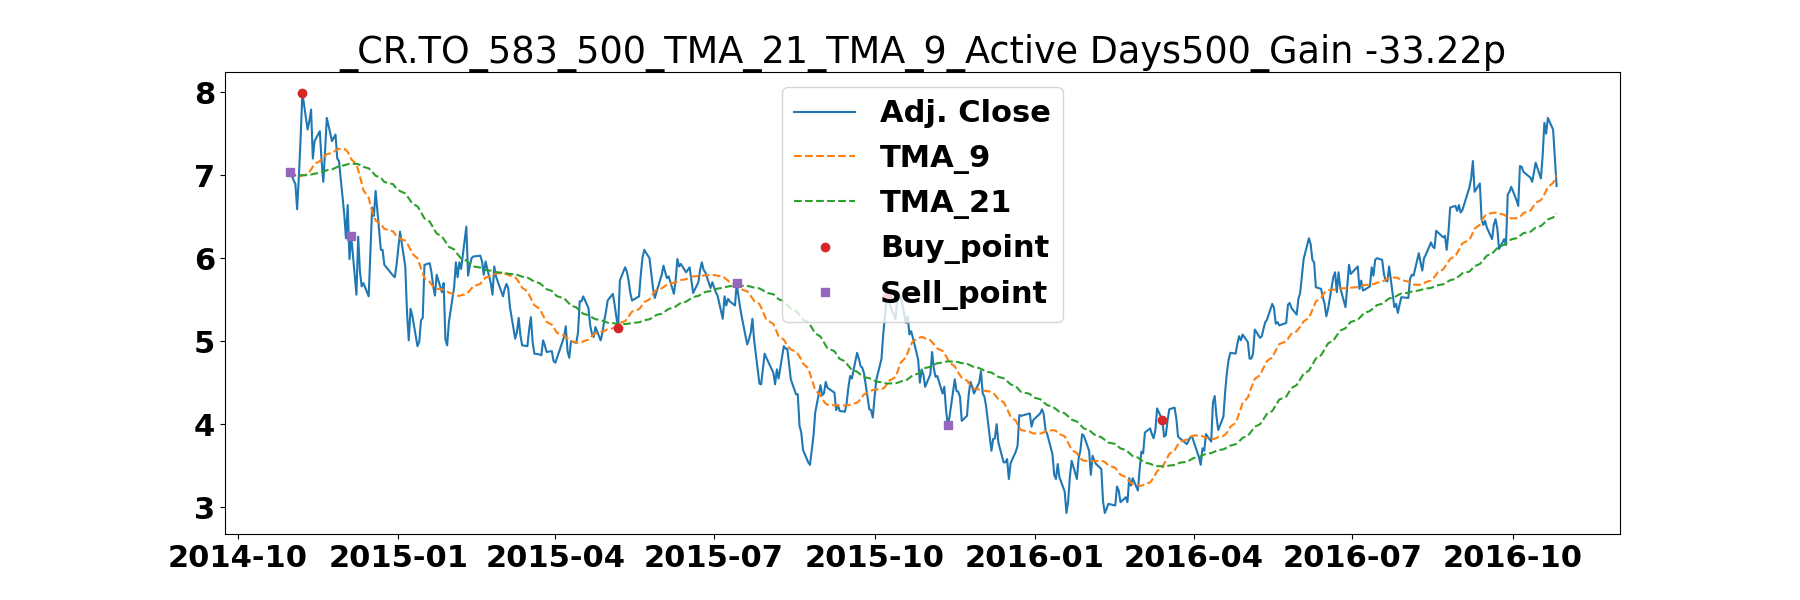 _CR.TO_583_500_TMA_21_TMA_9_Active Days500_Gain -33.22p
8
7
6
5
4
3
Adj. Close
TMA_9
TMA_21
Buy_point
Sell_point
2014-10 2015-01 2015-04 2015-07 2015-10 2016-01 2016-04 2016-07 2016-10